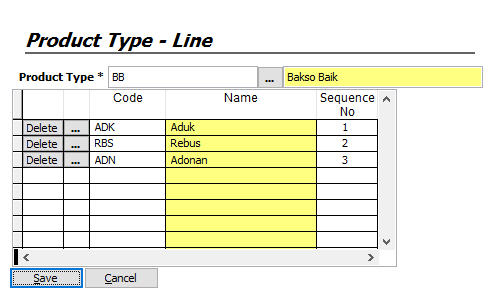 Product Type - Line
Product Type * BB ... Bakso Baik
Code Name Sequence No
Delete ... ADK Aduk 1
Delete ... RBS Rebus 2
Delete ... ADN Adonan 3
Save Cancel